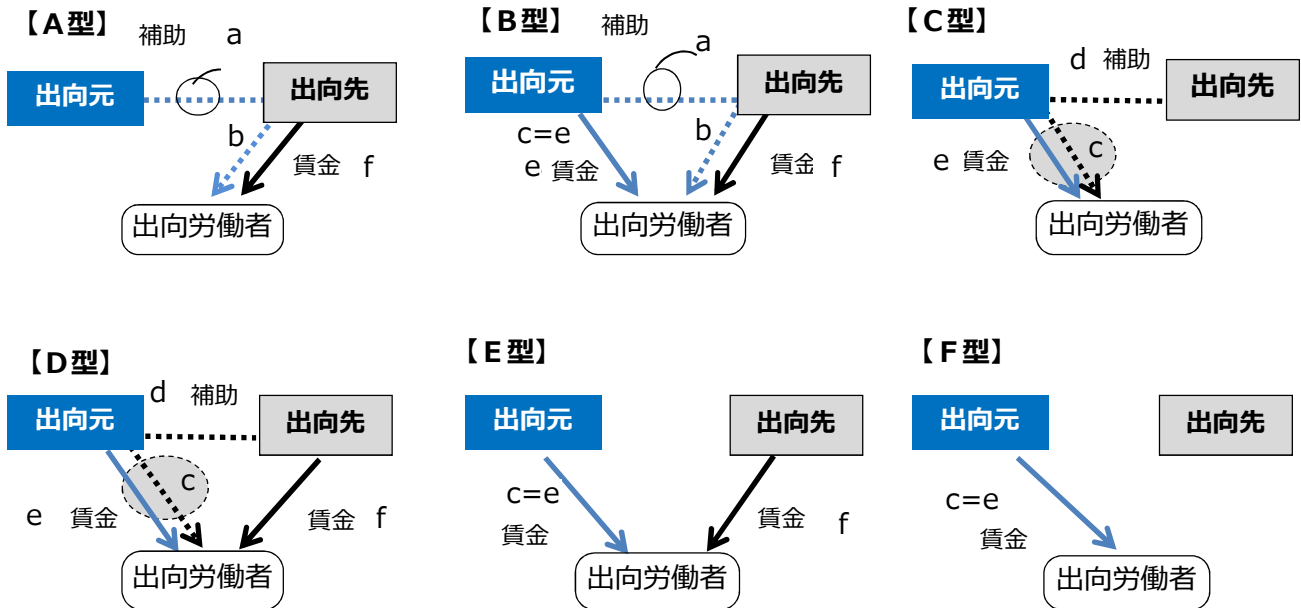 【A型】
補助 a
出向元
出向先
b
賃金 f
出向労働者
【B型】
補助 a
出向元
出向先
c=e
e 賃金
b
賃金 f
出向労働者
【C型】
d 補助
出向元
出向先
e 賃金
c
出向労働者
【D型】
d 補助
出向元
出向先
c
e 賃金
賃金 f
出向労働者
【E型】
出向元
出向先
c=e
賃金
賃金 f
出向労働者
【F型】
出向元
出向先
c=e
賃金
出向労働者